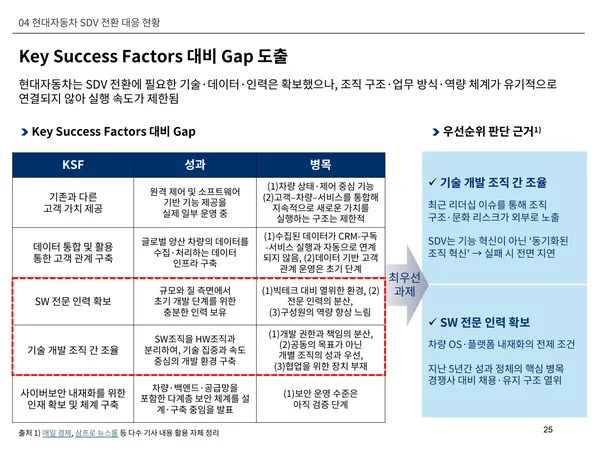 04 현대자동차 SDV 전환 대응 현황
Key Success Factors 대비 Gap 도출
현대자동차는 SDV 전환에 필요한 기술·데이터·인력은 확보했으나, 조직 구조·업무 방식·역량 체계가 유기적으로
연결되지 않아 실행 속도가 제한됨
Key Success Factors 대비 Gap
KSF
성과
병목
기존과 다른
고객 가치 제공
원격 제어 및 소프트웨어
기반 기능 제공을
실제 일부 운영 중
(1)차량 상태·제어 중심 기능
(2)고객–차량–서비스를 통합해
지속적으로 새로운 가치를
실행하는 구조는 제한적
데이터 통합 및 활용
통한 고객 관계 구축
글로벌 양산 차량의 데이터를
수집·처리하는 데이터
인프라 구축
(1)수집된 데이터가 CRM-구독
-서비스 실행과 자동으로 연계
되지 않음, (2)데이터 기반 고객
관계 운영은 초기 단계
SW 전문 인력 확보
규모와 질 측면에서
초기 개발 단계를 위한
충분한 인력 보유
(1)빅테크 대비 열위한 환경, (2)
전문 인력의 분산,
(3)구성원의 역량 향상 느림
기술 개발 조직 간 조율
SW조직을 HW조직과
분리하여, 기술 집중과 속도
중심의 개발 환경 구축
(1)개발 권한과 책임의 분산,
(2)공동의 목표가 아닌
개별 조직의 성과 우선,
(3)협업을 위한 장치 부재
사이버보안 내재화를 위한
인재 확보 및 체계 구축
차량·백엔드·공급망을
포함한 다계층 보안 체계를 설
계·구축 중임을 발표
(1)보안 운영 수준은
아직 검증 단계
최우선
과제
우선순위 판단 근거1)
✓ 기술 개발 조직 간 조율
최근 리더십 이슈를 통해 조직
구조·문화 리스크가 외부로 노출
SDV는 기능 혁신이 아닌 ‘동기화된
조직 혁신’ → 실패 시 전면 지연
✓ SW 전문 인력 확보
차량 OS·플랫폼 내재화의 전제 조건
지난 5년간 성과 정체의 핵심 병목
경쟁사 대비 채용·유지 구조 열위
출처 1) 매일 경제, 삼프로 뉴스룸 등 다수 기사 내용 활용 자체 정리
25